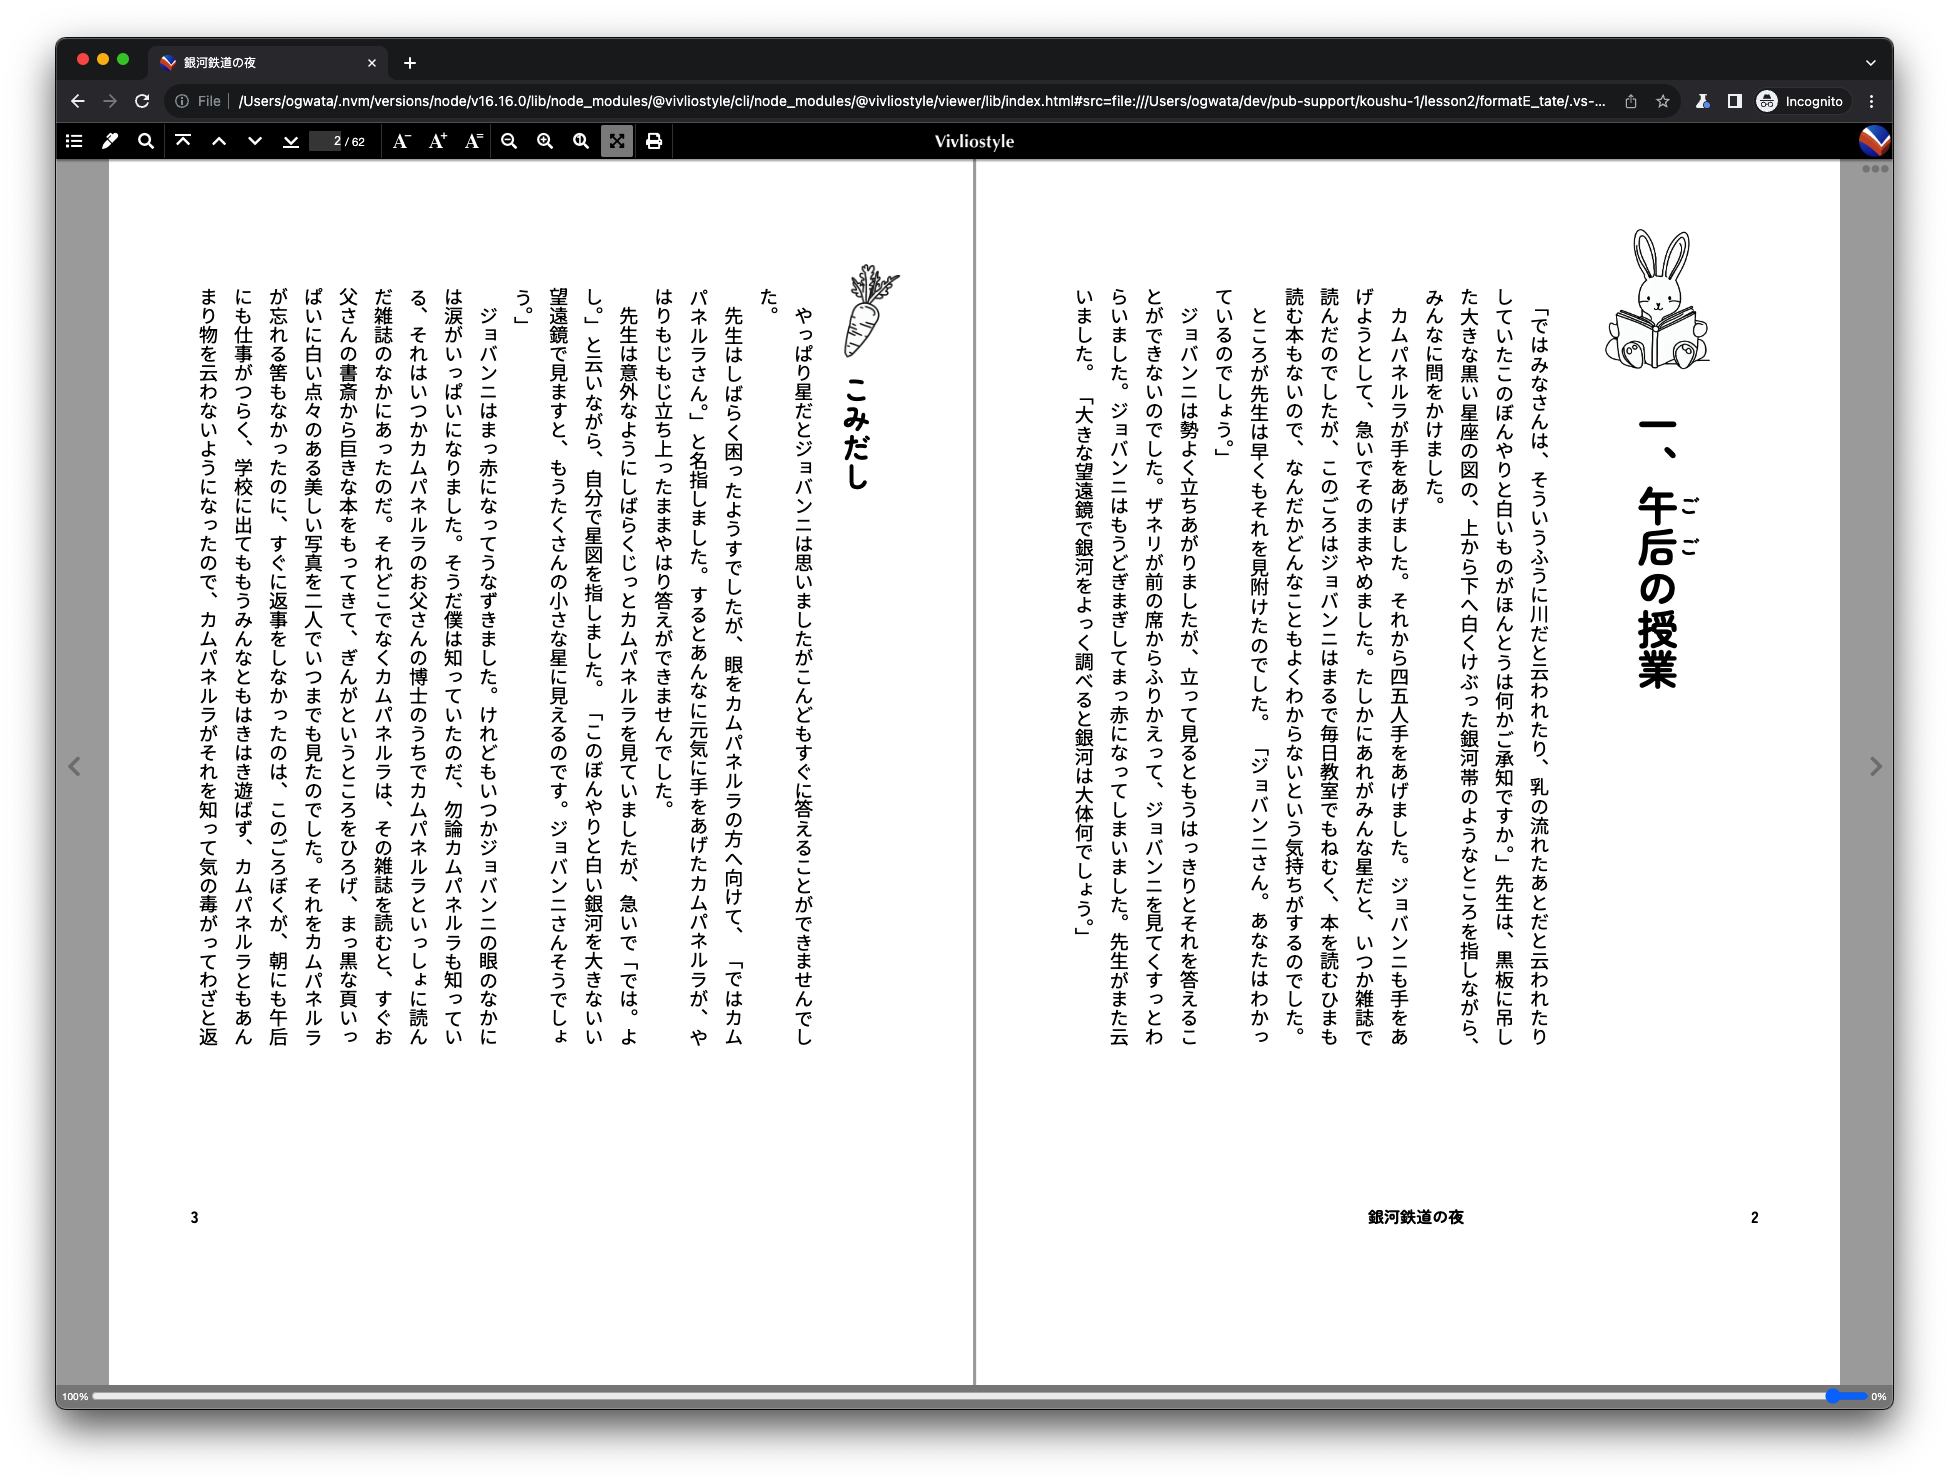 銀河鉄道の夜
File
/Users/ogwata/.nvm/versions/node/v16.16.0/lib/node_modules/@vivliostyle/cli/node_modules/@vivliostyle/viewer/lib/index.html#src=file:///Users/ogwata/dev/pub-support/koushu-1/lesson2/formatE_tate/.vs-...
Incognito
2 / 62
A−
A+
A=
Vivliostyle
一、午后の授業
ごご
「ではみなさんは、そういうふうに川だと云われたり、乳の流れたあとだと云われたり
していたこのぼんやりと白いものがほんとうは何かご承知ですか。」先生は、黒板に吊し
た大きな黒い星座の図の、上から下へ白くけぶった銀河帯のようなところを指しながら、
みんなに問をかけました。
カムパネルラが手をあげました。それから四五人手をあげました。ジョバンニも手をあ
げようとして、急いでそのままやめました。たしかにあれがみんな星だと、いつか雑誌で
読んだのでしたが、このごろはジョバンニはまるで毎日教室でもねむく、本を読むひまも
読む本もないので、なんだかどんなこともよくわからないという気持ちがするのでした。
ところが先生は早くもそれを見附けたのでした。「ジョバンニさん。あなたはわかっ
ているのでしょう。」
ジョバンニは勢よく立ちあがりましたが、立って見るともうはっきりとそれを答えるこ
とができないのでした。ザネリが前の席からふりかえって、ジョバンニを見てくすっとわ
らいました。ジョバンニはもうどぎまぎしてまっ赤になってしまいました。先生がまた云
いました。「大きな望遠鏡で銀河をよっく調べると銀河は大体何でしょう。」
銀河鉄道の夜
2
こみだし
やっぱり星だとジョバンニは思いましたがこんどもすぐに答えることができませんでし
た。
先生はしばらく困ったようすでしたが、眼をカムパネルラの方へ向けて、「ではカム
パネルラさん。」と名指しました。するとあんなに元気に手をあげたカムパネルラが、や
はりもじもじ立ち上ったままやはり答えができませんでした。
先生は意外なようにしばらくじっとカムパネルラを見ていましたが、急いで「では。よ
し。」と云いながら、自分で星図を指しました。「このぼんやりと白い銀河を大きないい
望遠鏡で見ますと、もうたくさんの小さな星に見えるのです。ジョバンニさんそうでしょ
う。」
ジョバンニはまっ赤になってうなずきました。けれどもいつかジョバンニの眼のなかに
は涙がいっぱいになりました。そうだ僕は知っていたのだ、勿論カムパネルラも知ってい
る、それはいつかカムパネルラのお父さんの博士のうちでカムパネルラといっしょに読ん
だ雑誌のなかにあったのだ。それどこでなくカムパネルラは、その雑誌を読むと、すぐお
父さんの書斎から巨きな本をもってきて、ぎんがというところをひろげ、まっ黒な頁いっ
ぱいに白い点々のある美しい写真を二人でいつまでも見たのでした。それをカムパネルラ
が忘れる筈もなかったのに、すぐに返事をしなかったのは、このごろぼくが、朝にも午后
にも仕事がつらく、学校に出てももうみんなともはきはき遊ばず、カムパネルラともあん
まり物を云わないようになったので、カムパネルラがそれを知って気の毒がってわざと返
3
100%
0%